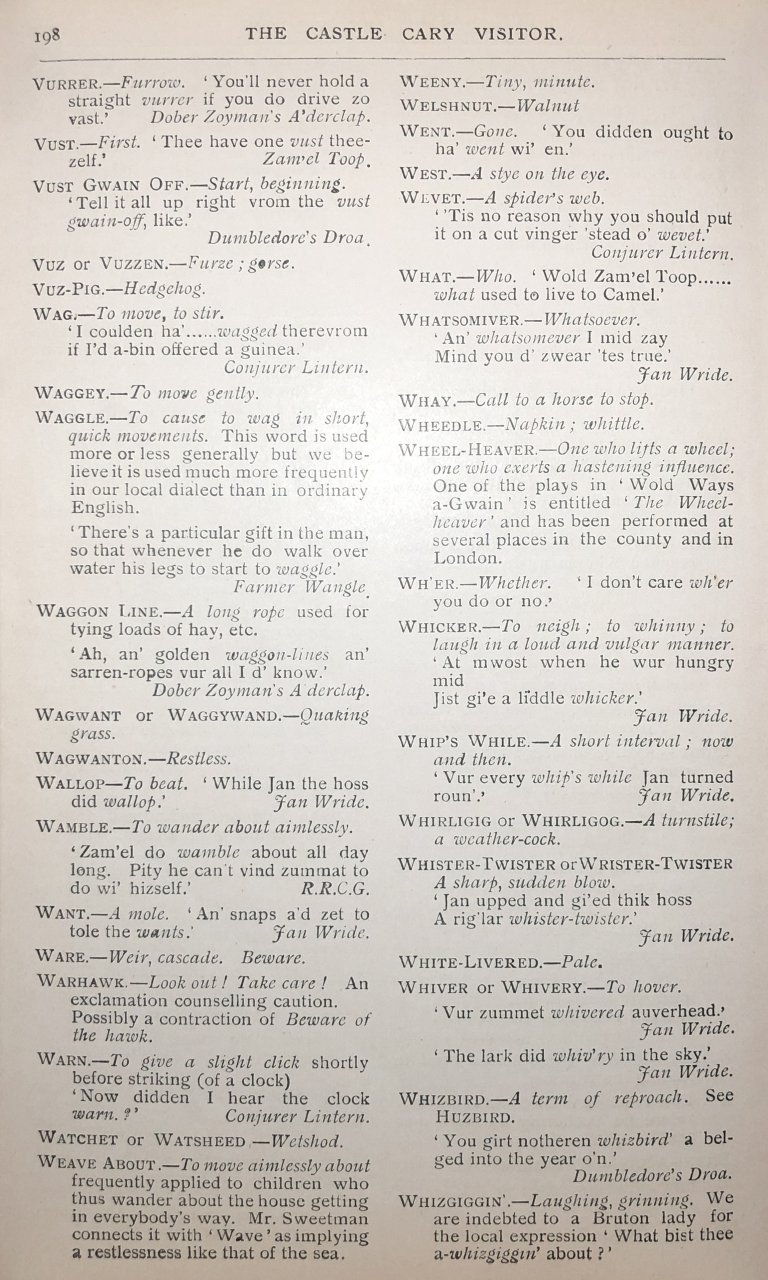 198
THE CASTLE CARY VISITOR.
VURRER.—Furrow. ‘ You'll never hold a
straight vurrer if you do drive zo
vast.’ Dober Zoyman's A'derclap.
VUST.—First. ‘ Thee have one vust thee-
zelf.’ Zam'el Toop.
VUST GWAIN OFF.—Start, beginning.
‘ Tell it all up right vrom the vust
gwain-off, like.’
Dumbledore's Droa.
VUZ or VUZZEN.—Furze ; gorse.
VUZ-PIG.—Hedgehog.
WAG.—To move, to stir.
‘ I coulden ha’......wagged therevrom
if I'd a-bin offered a guinea.’
Conjurer Lintern.
WAGGEY.—To move gently.
WAGGLE.—To cause to wag in short,
quick movements. This word is used
more or less generally but we be-
lieve it is used much more frequently
in our local dialect than in ordinary
English.
‘ There's a particular gift in the man,
so that whenever he do walk over
water his legs to start to waggle.’
Farmer Wangle.
WAGGON LINE.—A long rope used for
tying loads of hay, etc.
‘ Ah, an' golden waggon-lines an'
sarren-ropes vur all I d' know.’
Dober Zoyman's A derclap.
WAGWANT or WAGGYWAND.—Quaking
grass.
WAGWANTON.—Restless.
WALLOP—To beat. ‘ While Jan the hoss
did wallop.’ Jan Wride.
WAMBLE.—To wander about aimlessly.
‘ Zam'el do wamble about all day
long. Pity he can't vind zummat to
do wi' hizself.’ R.R.C.G.
WANT.—A mole. ‘ An' snaps a'd zet to
tole the wants.’ Jan Wride.
WARE.—Weir, cascade. Beware.
WARHAWK.—Look out ! Take care ! An
exclamation counselling caution.
Possibly a contraction of Beware of
the hawk.
WARN.—To give a slight click shortly
before striking (of a clock)
‘ Now didden I hear the clock
warn. ? ’ Conjurer Lintern.
WATCHET or WATSHEED.—Wetshod.
WEAVE ABOUT.—To move aimlessly about
frequently applied to children who
thus wander about the house getting
in everybody's way. Mr. Sweetman
connects it with ‘ Wave ’ as implying
a restlessness like that of the sea.
WEENY.—Tiny, minute.
WELSHNUT.—Walnut
WENT.—Gone. ‘ You didden ought to
ha' went wi' en.’
WEST.—A stye on the eye.
WEVET.—A spider's web.
‘ 'Tis no reason why you should put
it on a cut vinger 'stead o' wevet.’
Conjurer Lintern.
WHAT.—Who. ‘ Wold Zam'el Toop......
what used to live to Camel.’
WHATSOMIVER.—Whatsoever.
‘ An' whatsomever I mid zay
Mind you d' zwear 'tes true.’
Jan Wride.
WHAY.—Call to a horse to stop.
WHEEDLE.—Napkin ; whittle.
WHEEL-HEAVER.—One who lifts a wheel;
one who exerts a hastening influence.
One of the plays in ‘ Wold Ways
a-Gwain ’ is entitled ‘ The Wheel-
heaver ’ and has been performed at
several places in the county and in
London.
WH'ER.—Whether. ‘ I don't care wh'er
you do or no.’
WHICKER.—To neigh ; to whinny ; to
laugh in a loud and vulgar manner.
‘ At mwost when he wur hungry
mid
Jist gi'e a liddle whicker.’
Jan Wride.
WHIP'S WHILE.—A short interval ; now
and then.
‘ Vur every whip's while Jan turned
roun'.’ Jan Wride.
WHIRLIGIG or WHIRLIGOG.—A turnstile;
a weather-cock.
WHISTER-TWISTER or WRISTER-TWISTER
A sharp, sudden blow.
‘ Jan upped and gi'ed thik hoss
A rig'lar whister-twister.’
Jan Wride.
WHITE-LIVERED.—Pale.
WHIVER or WHIVERY.—To hover.
‘ Vur zummet whivered auverhead.’
Jan Wride.
‘ The lark did whiv'ry in the sky.’
Jan Wride.
WHIZBIRD.—A term of reproach. See
HUZBIRD.
‘ You girt notheren whizbird’ a bel-
ged into the year o'n.’
Dumbledore's Droa.
WHIZGIGGIN'.—Laughing, grinning. We
are indebted to a Bruton lady for
the local expression ‘ What bist thee
a-whizgiggin' about ? ’